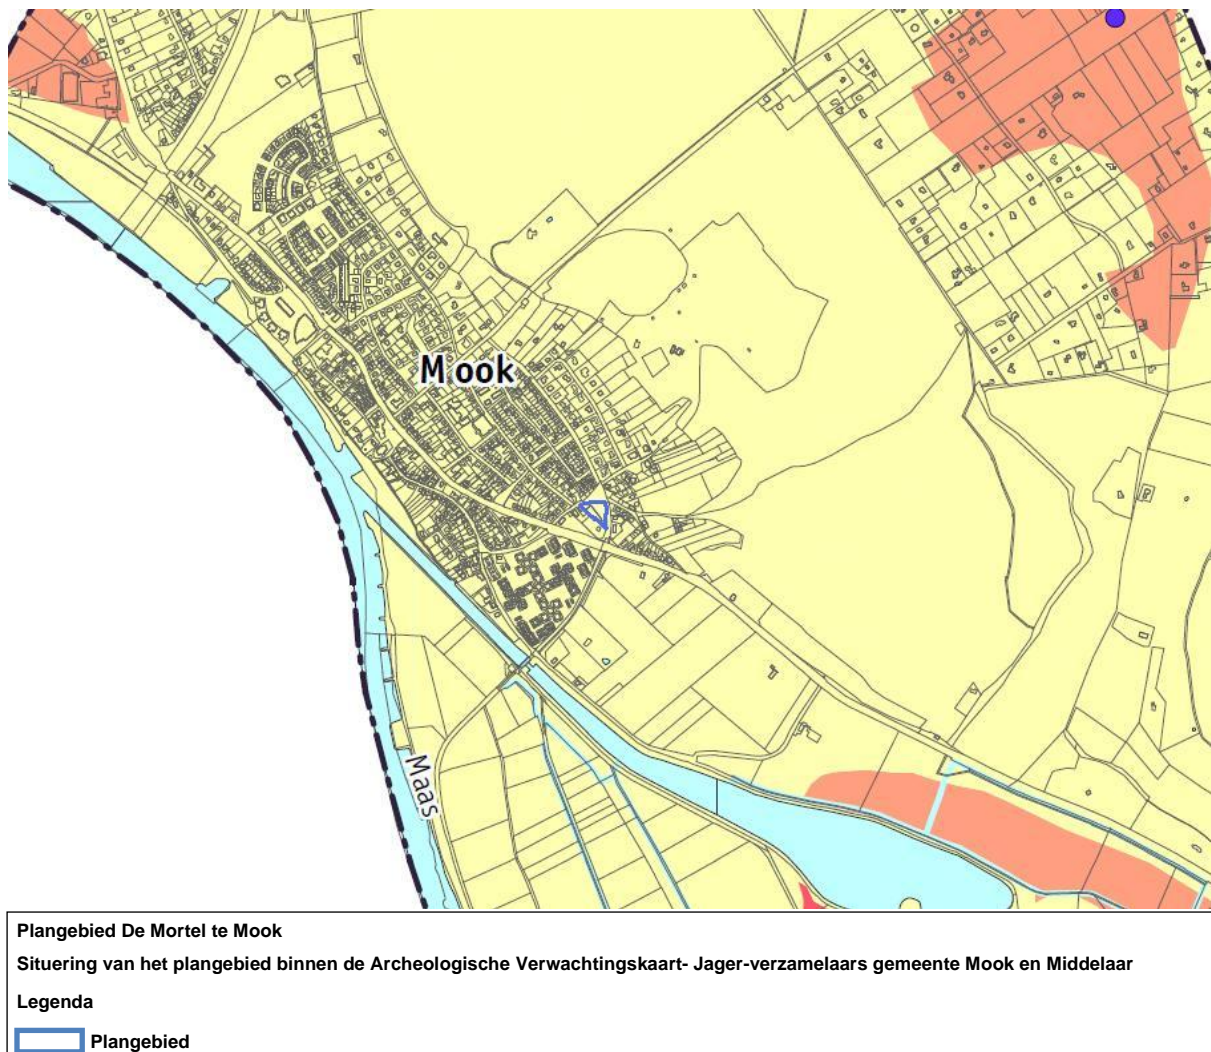 Mook
Maas
Plangebied De Mortel te Mook
Situering van het plangebied binnen de Archeologische Verwachtingskaart- Jager-verzamelaars gemeente Mook en Middelaar
Legenda
Plangebied